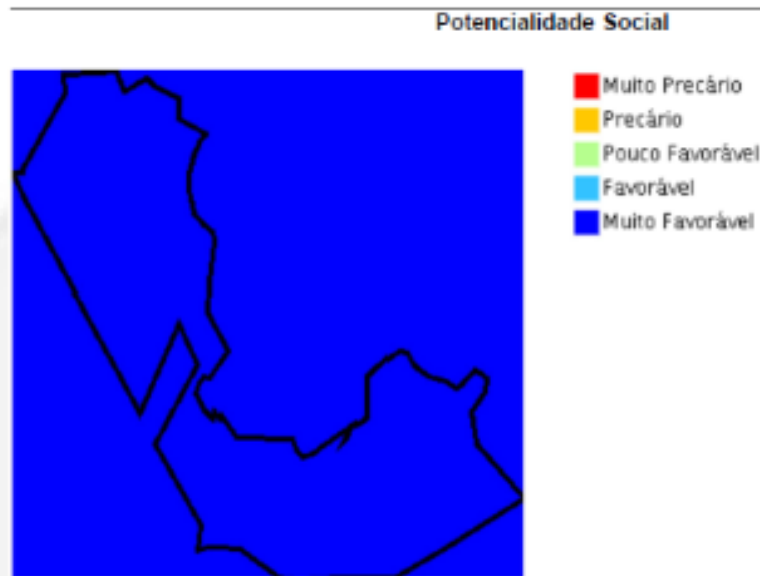 Potencialidade Social
Muito Precário
Precário
Pouco Favorável
Favorável
Muito Favorável